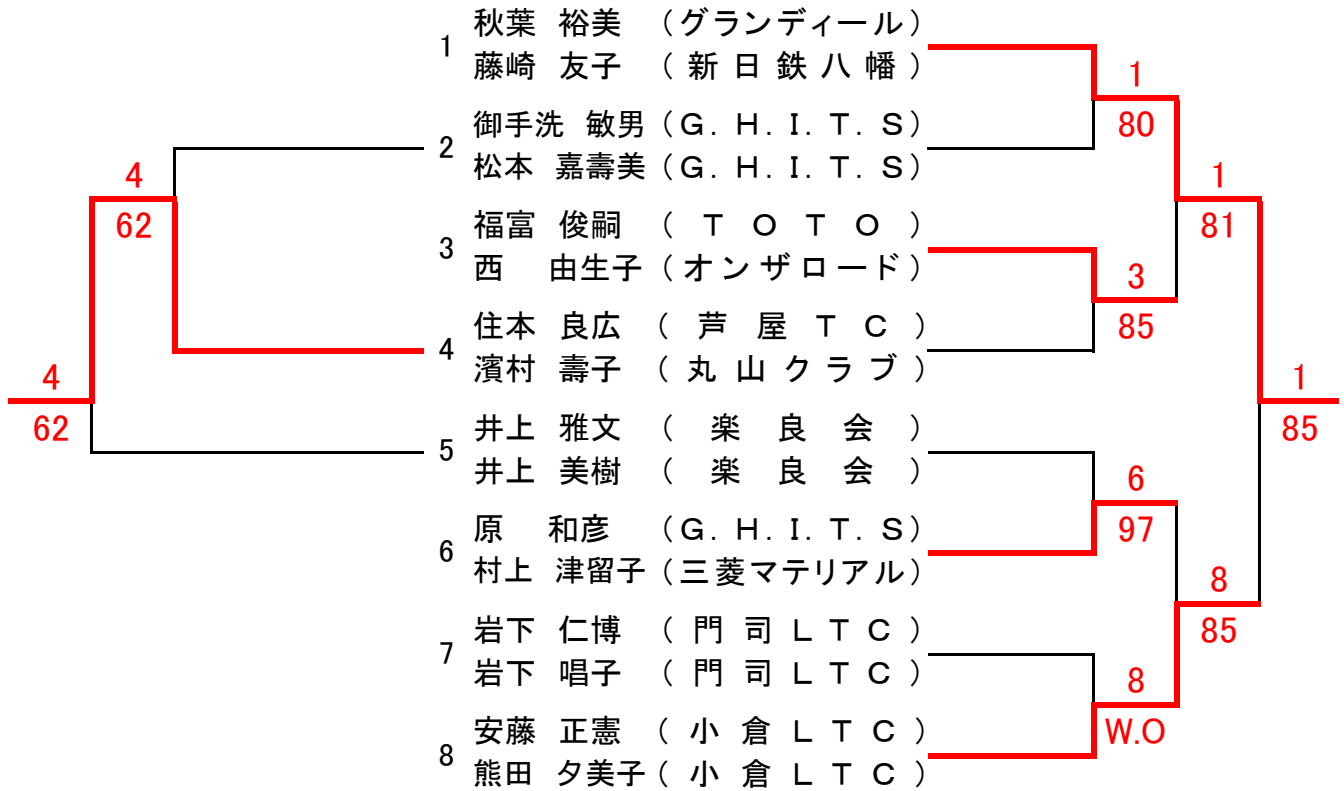 1
秋葉 裕美 (グランディール)
藤崎 友子 (新日鉄八幡)
2
御手洗 敏男 (G.H.I.T.S)
松本 嘉壽美 (G.H.I.T.S)
3
福富 俊嗣 (TOTO)
西 由生子 (オンザロード)
4
住本 良広 (芦屋TC)
濱村 壽子 (丸山クラブ)
5
井上 雅文 (楽良会)
井上 美樹 (楽良会)
6
原 和彦 (G.H.I.T.S)
村上 津留子 (三菱マテリアル)
7
岩下 仁博 (門司LTC)
岩下 唱子 (門司LTC)
8
安藤 正憲 (小倉LTC)
熊田 夕美子 (小倉LTC)
4
62
4
62
1
80
3
85
6
97
8
W.O
1
81
8
85
1
85